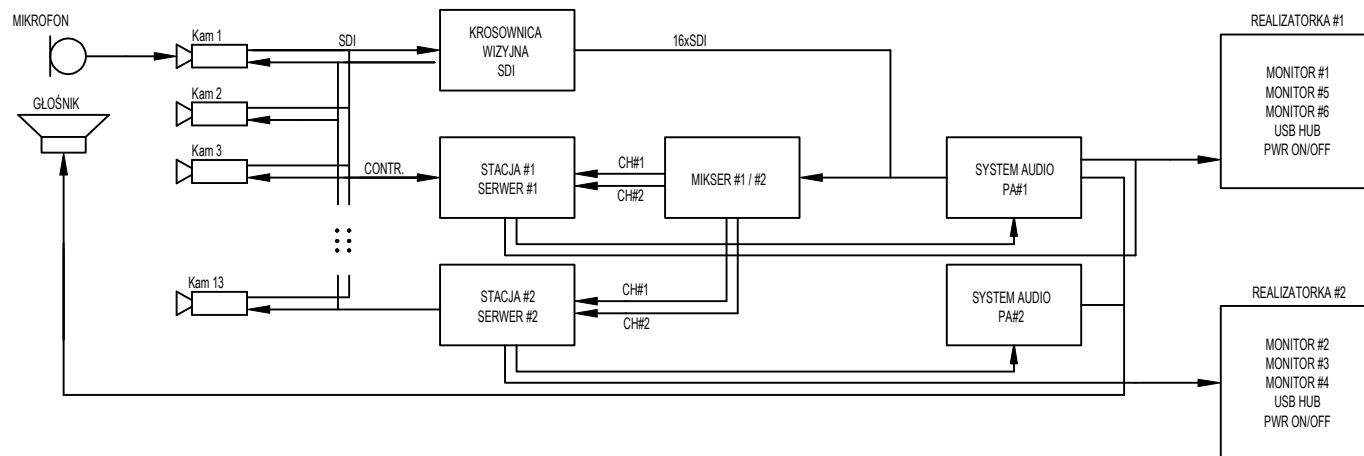 MIKROFON
GŁOŚNIK
Kam 1
Kam 2
Kam 3
Kam 13
SDI
CONTR.
KROSOWNICA
WIZYJNA
SDI
16xSDI
STACJA #1
SERWER #1
CH#1
CH#2
MIKSER #1 / #2
SYSTEM AUDIO
PA#1
STACJA #2
SERWER #2
CH#1
CH#2
SYSTEM AUDIO
PA#2
REALIZATORKA #1
MONITOR #1
MONITOR #5
MONITOR #6
USB HUB
PWR ON/OFF
REALIZATORKA #2
MONITOR #2
MONITOR #3
MONITOR #4
USB HUB
PWR ON/OFF